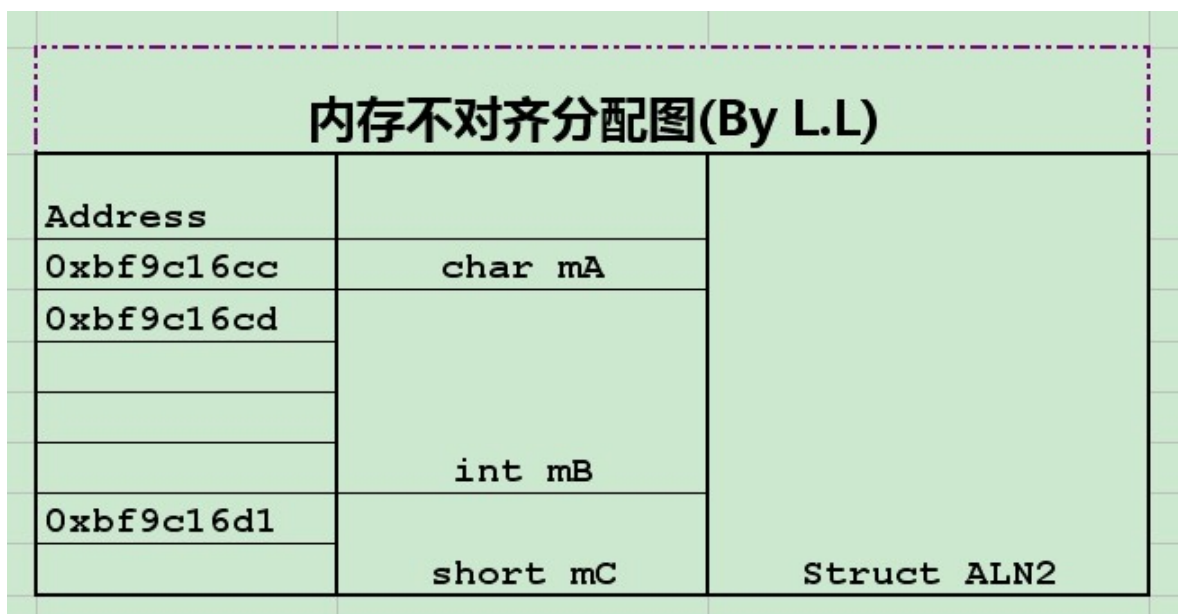 内存不对齐分配图(By L.L)
Address
0xbf9c16cc char mA
0xbf9c16cd
int mB
0xbf9c16d1
short mC Struct ALN2